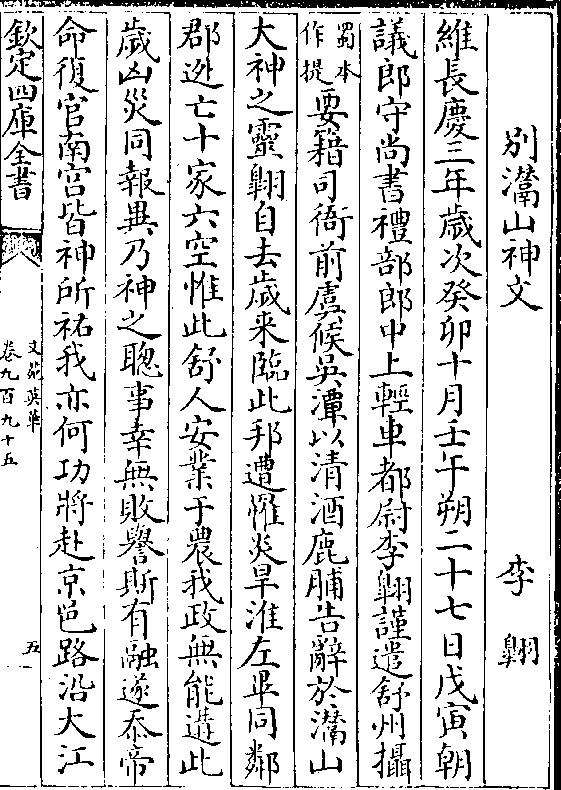 別灊山神文
李翺
維長慶三年歳次癸卯十月壬午朔二十七日戊寅朝
議郎守尚書禮部郎中上輕車都尉李翺謹遣舒州攝
蜀本作提要籍司衙前虞候吳潭以清酒鹿脯告辭於灊山
大神之靈翺自去歲来臨此邦遭罹炎旱淮左畢同鄰
郡逃亡十家六空惟此舒人安業于農我政無能遘此
歲凶災同報異乃神之聰事幸無敗譽斯有融遂忝帝
命復官南宮皆神所祐我亦何功將赴京邑路沿大江
欽定四庫全書
文苑英華
卷九百九十五
五